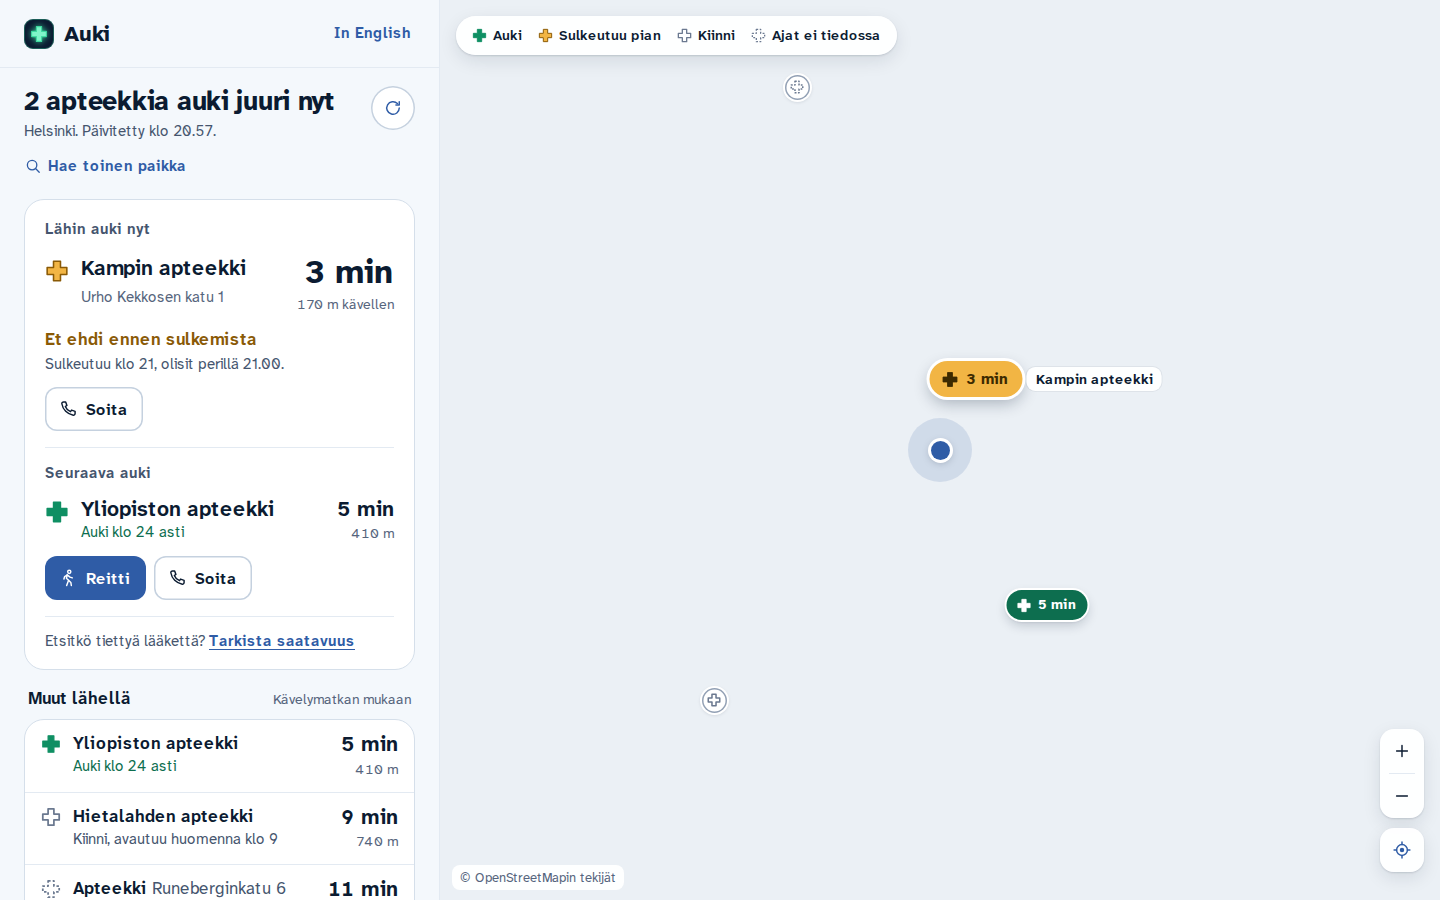 Auki
In English
2 apteekkia auki juuri nyt
Helsinki. Päivitetty klo 20.57.
Hae toinen paikka
Lähin auki nyt
Kampin apteekki
3 min
Urho Kekkosen katu 1
170 m kävellen
Et ehdi ennen sulkemista
Sulkeutuu klo 21, olisit perillä 21.00.
Soita
Seuraava auki
Yliopiston apteekki
5 min
Auki klo 24 asti
410 m
Reitti
Soita
Etsitkö tiettyä lääkettä? Tarkista saatavuus
Muut lähellä
Kävelymatkan mukaan
Yliopiston apteekki
5 min
Auki klo 24 asti
410 m
Hietalahden apteekki
9 min
Kiinni, avautuu huomenna klo 9
740 m
Apteekki Runeberginkatu 6
11 min
Auki
Sulkeutuu pian
Kiinni
Ajat ei tiedossa
3 min
Kampin apteekki
5 min
© OpenStreetMapin tekijät